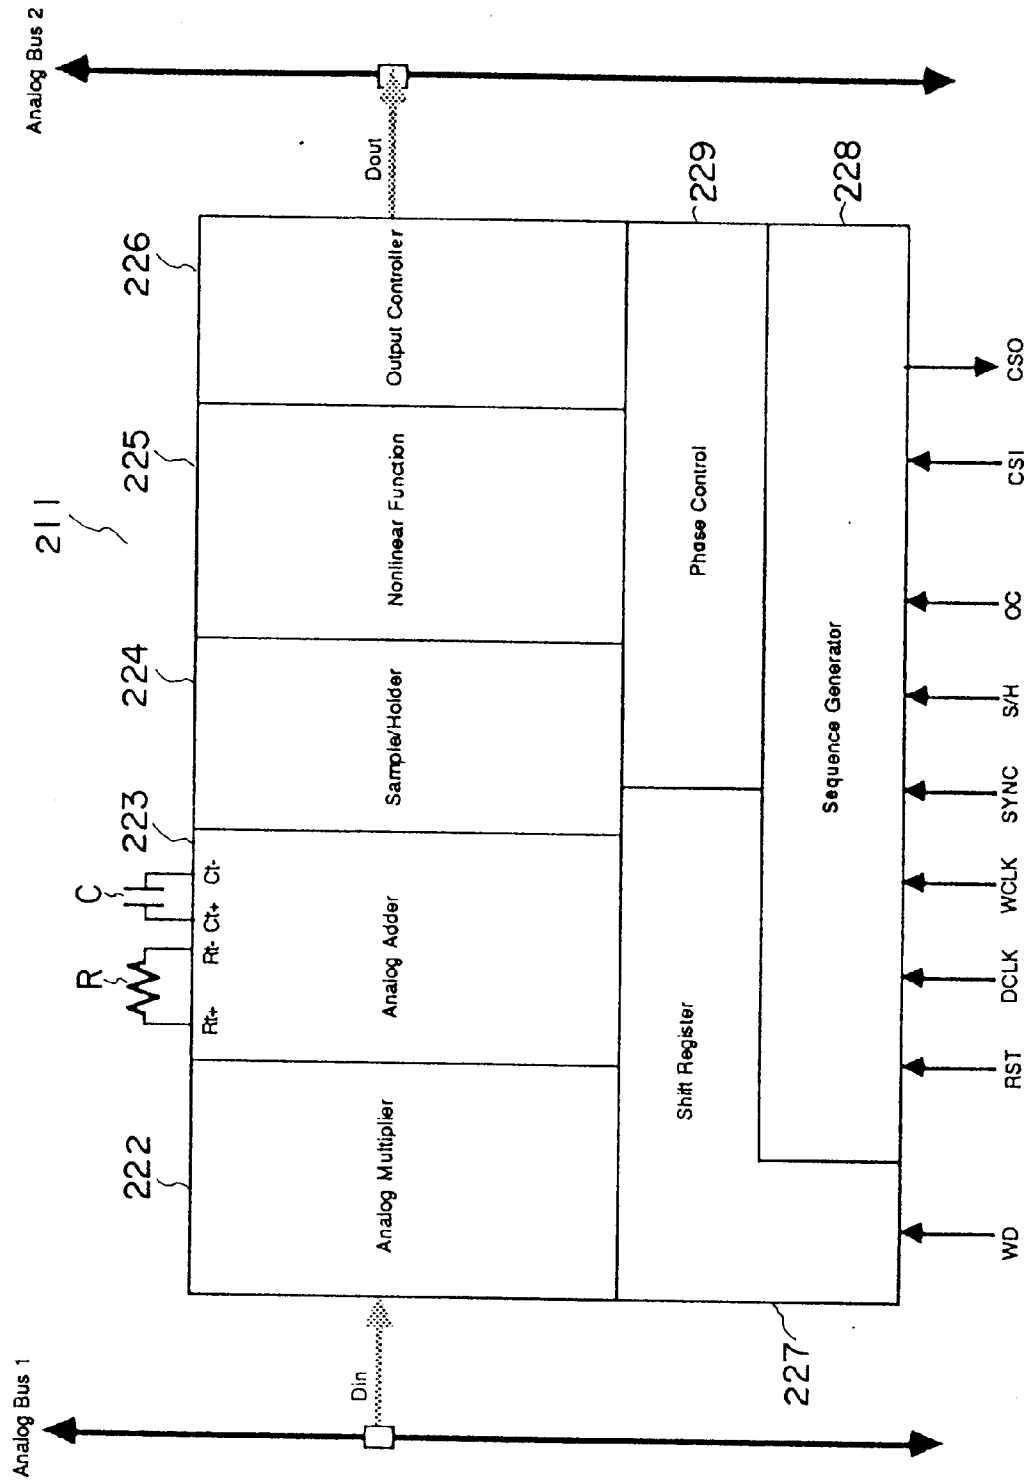 Analog Bus 1
Analog Bus 2
211
R
C
222
223
224
225
226
Rt+
Rt-
Ct+
Ct-
Din
Analog Multiplier
Analog Adder
Sample/Holder
Nonlinear Function
Output Controller
Dout
Shift Register
Phase Control
229
Sequence Generator
228
227
WD
RST
DCLK
WCLK
SYNC
S/H
OC
CSI
CSO